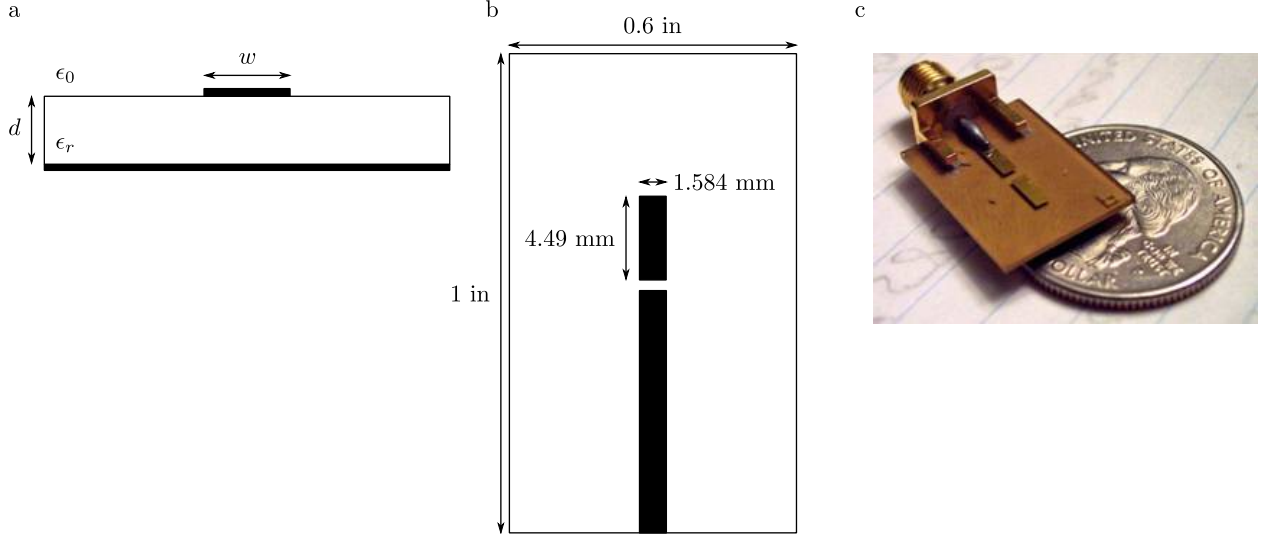 a
ϵ0
w
d
ϵr
b
0.6 in
1.584 mm
4.49 mm
1 in
c
UNITED STATES OF AMERICA
DOLLAR